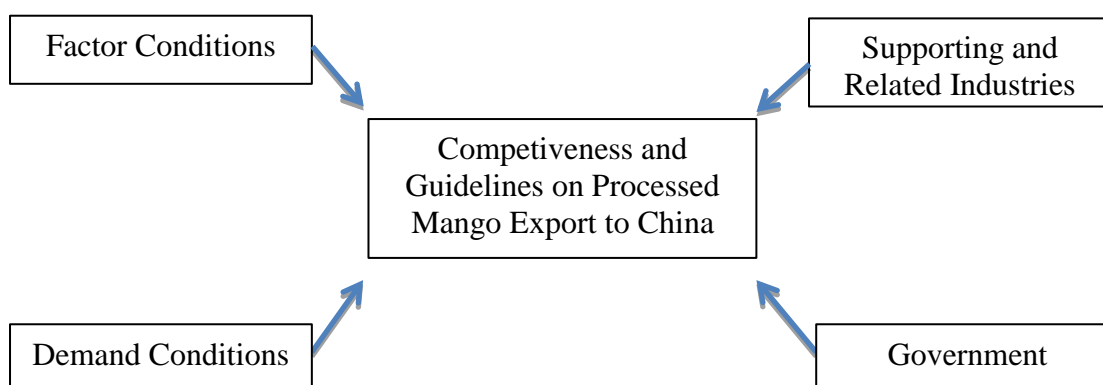 Factor Conditions
Supporting and
Related Industries
Competiveness and
Guidelines on Processed
Mango Export to China
Demand Conditions
Government